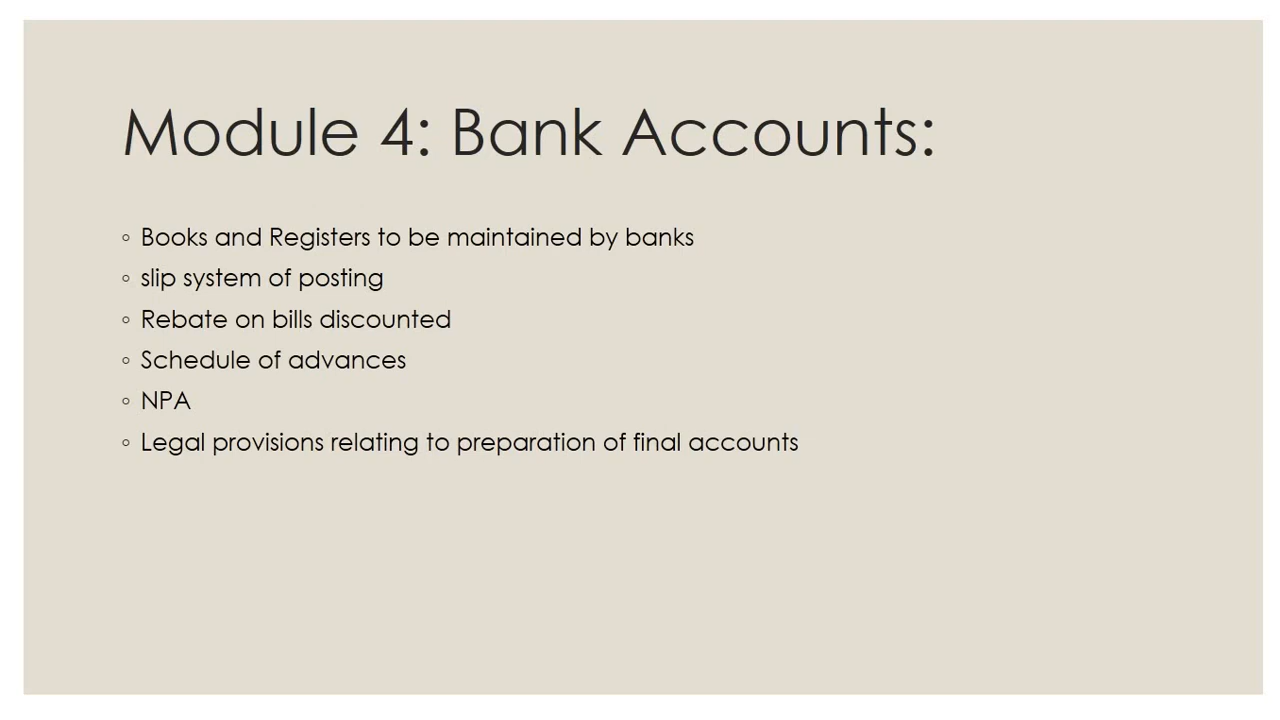 Module 4: Bank Accounts:
◦ Books and Registers to be maintained by banks
◦ slip system of posting
◦ Rebate on bills discounted
◦ Schedule of advances
◦ NPA
◦ Legal provisions relating to preparation of final accounts